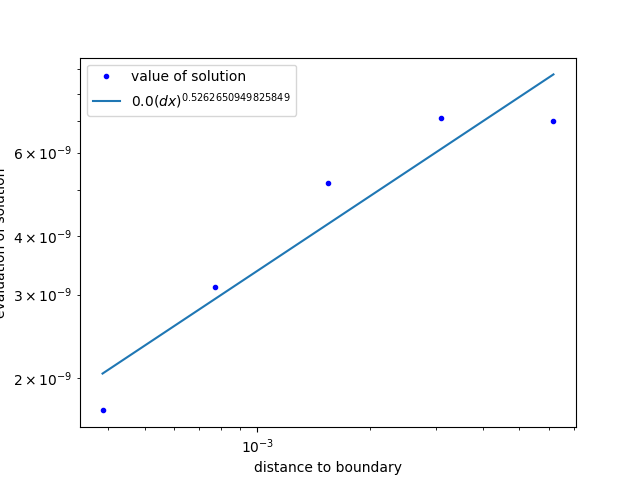 value of solution
0.0(dx)^0.5262650949825849
6 × 10^-9
4 × 10^-9
3 × 10^-9
2 × 10^-9
10^-3
distance to boundary
evaluation of solution